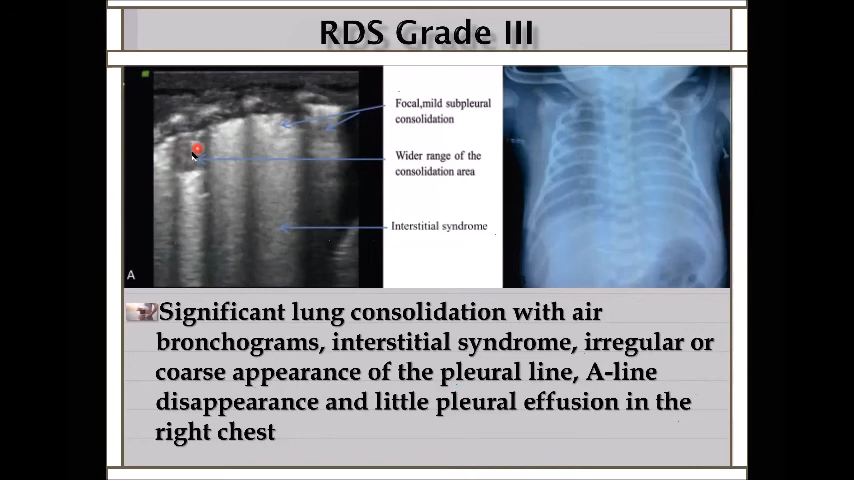 RDS Grade III
Focal,mild subpleural
consolidation
Wider range of the
consolidation area
Interstitial syndrome
A
Significant lung consolidation with air
bronchograms, interstitial syndrome, irregular or
coarse appearance of the pleural line, A-line
disappearance and little pleural effusion in the
right chest